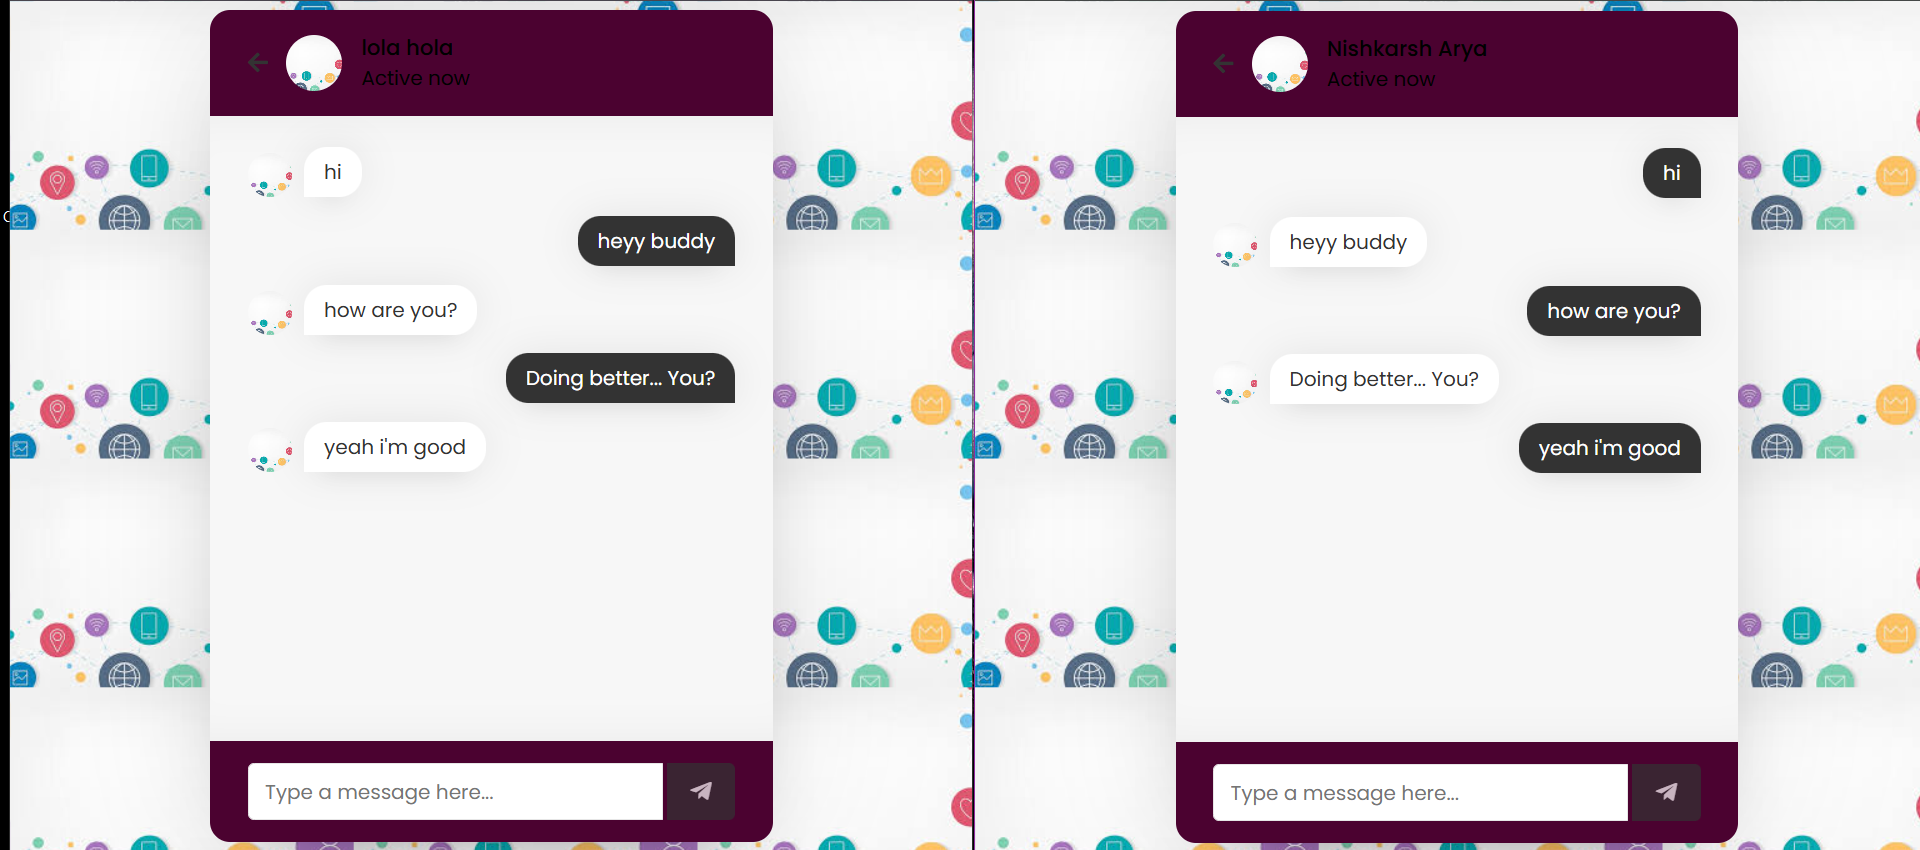 lola hola
Active now
hi
heyy buddy
how are you?
Doing better... You?
yeah i'm good
Type a message here...
Nishkarsh Arya
Active now
hi
heyy buddy
how are you?
Doing better... You?
yeah i'm good
Type a message here...